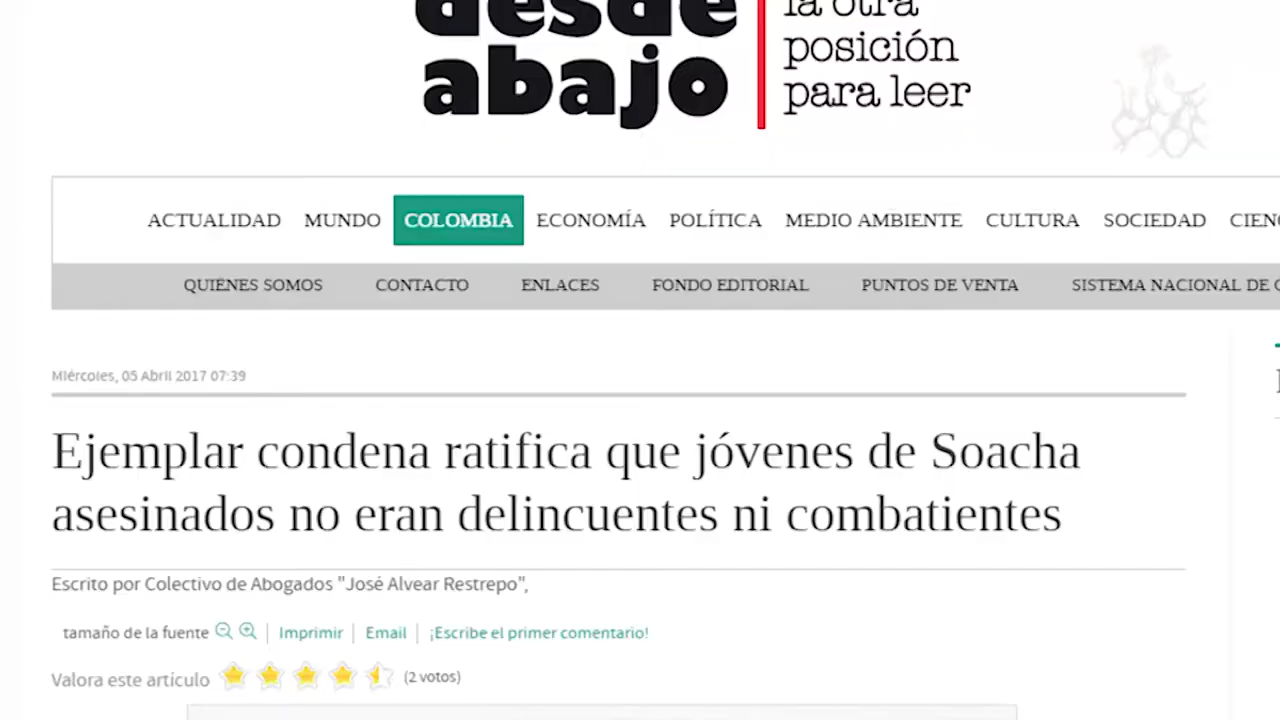 desde
abajo
la otra
posición
para leer
ACTUALIDAD MUNDO COLOMBIA ECONOMÍA POLÍTICA MEDIO AMBIENTE CULTURA SOCIEDAD
QUIÉNES SOMOS CONTACTO ENLACES FONDO EDITORIAL PUNTOS DE VENTA SISTEMA NACIONAL DE
Miércoles, 05 Abril 2017 07:39
Ejemplar condena ratifica que jóvenes de Soacha
asesinados no eran delincuentes ni combatientes
Escrito por Colectivo de Abogados "José Alvear Restrepo",
tamaño de la fuente Imprimir Email ¡Escribe el primer comentario!
Valora este artículo (2 votos)